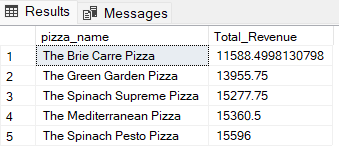 Results Messages
pizza_name Total_Revenue
1 The Brie Carre Pizza 11588.4998130798
2 The Green Garden Pizza 13955.75
3 The Spinach Supreme Pizza 15277.75
4 The Mediterranean Pizza 15360.5
5 The Spinach Pesto Pizza 15596